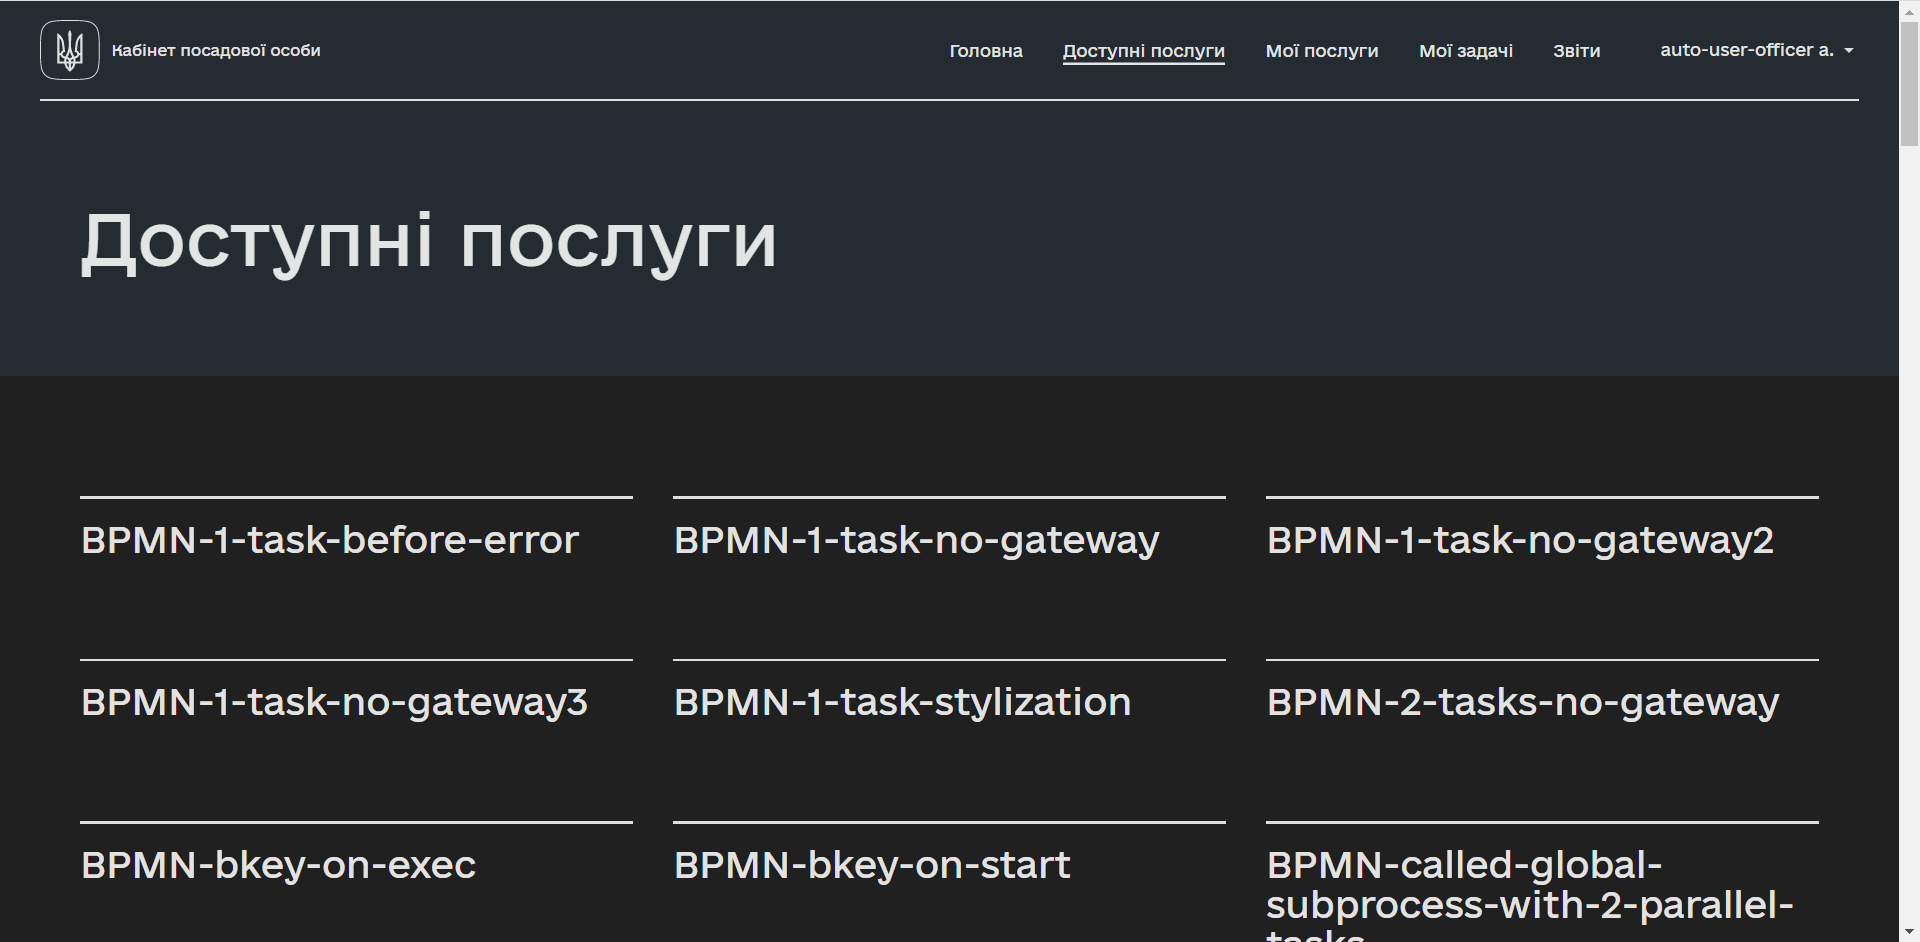 Кабінет посадової особи
Головна
Доступні послуги
Мої послуги
Мої задачі
Звіти
auto-user-officer a.
Доступні послуги
BPMN-1-task-before-error
BPMN-1-task-no-gateway
BPMN-1-task-no-gateway2
BPMN-1-task-no-gateway3
BPMN-1-task-stylization
BPMN-2-tasks-no-gateway
BPMN-bkey-on-exec
BPMN-bkey-on-start
BPMN-called-global-
subprocess-with-2-parallel-
tasks